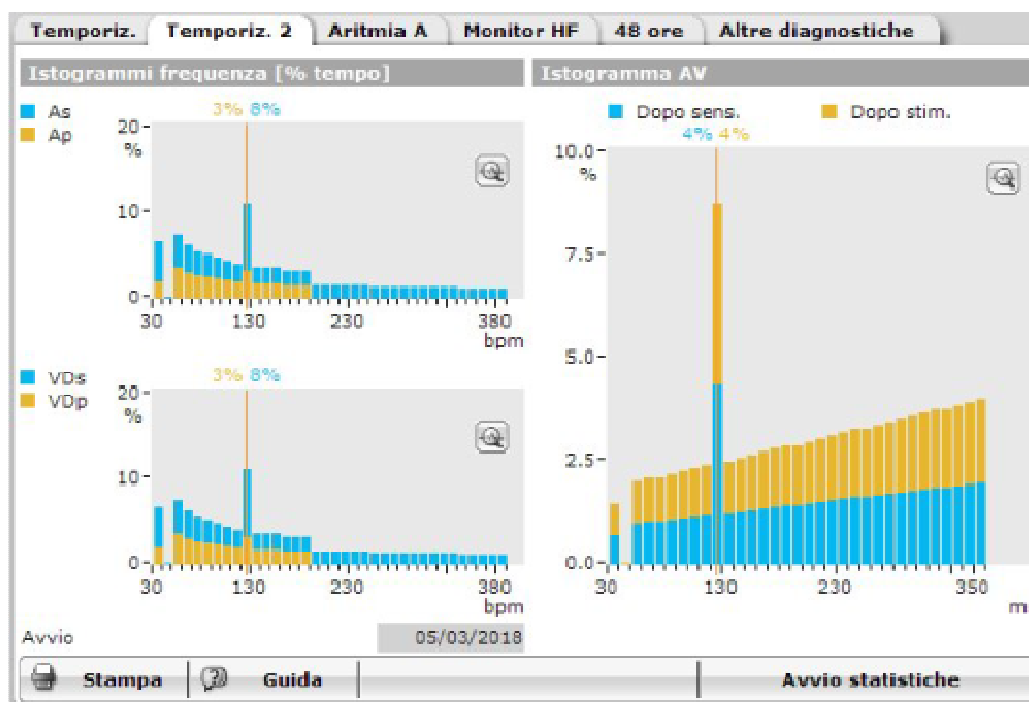 Temporiz. Temporiz. 2 Aritmia A Monitor HF 48 ore Altre diagnostiche
Istogrammi frequenza [% tempo]
As
Ap
3% 8%
20
%
10
0
30 130 230 380
bpm
VDs
VDp
3% 8%
20
%
10
0
30 130 230 380
bpm
Avvio 05/03/2018
Istogramma AV
Dopo sens. Dopo stim.
4% 4%
10.0
%
7.5
5.0
2.5
0.0
30 130 230 350
m
Stampa Guida Avvio statistiche